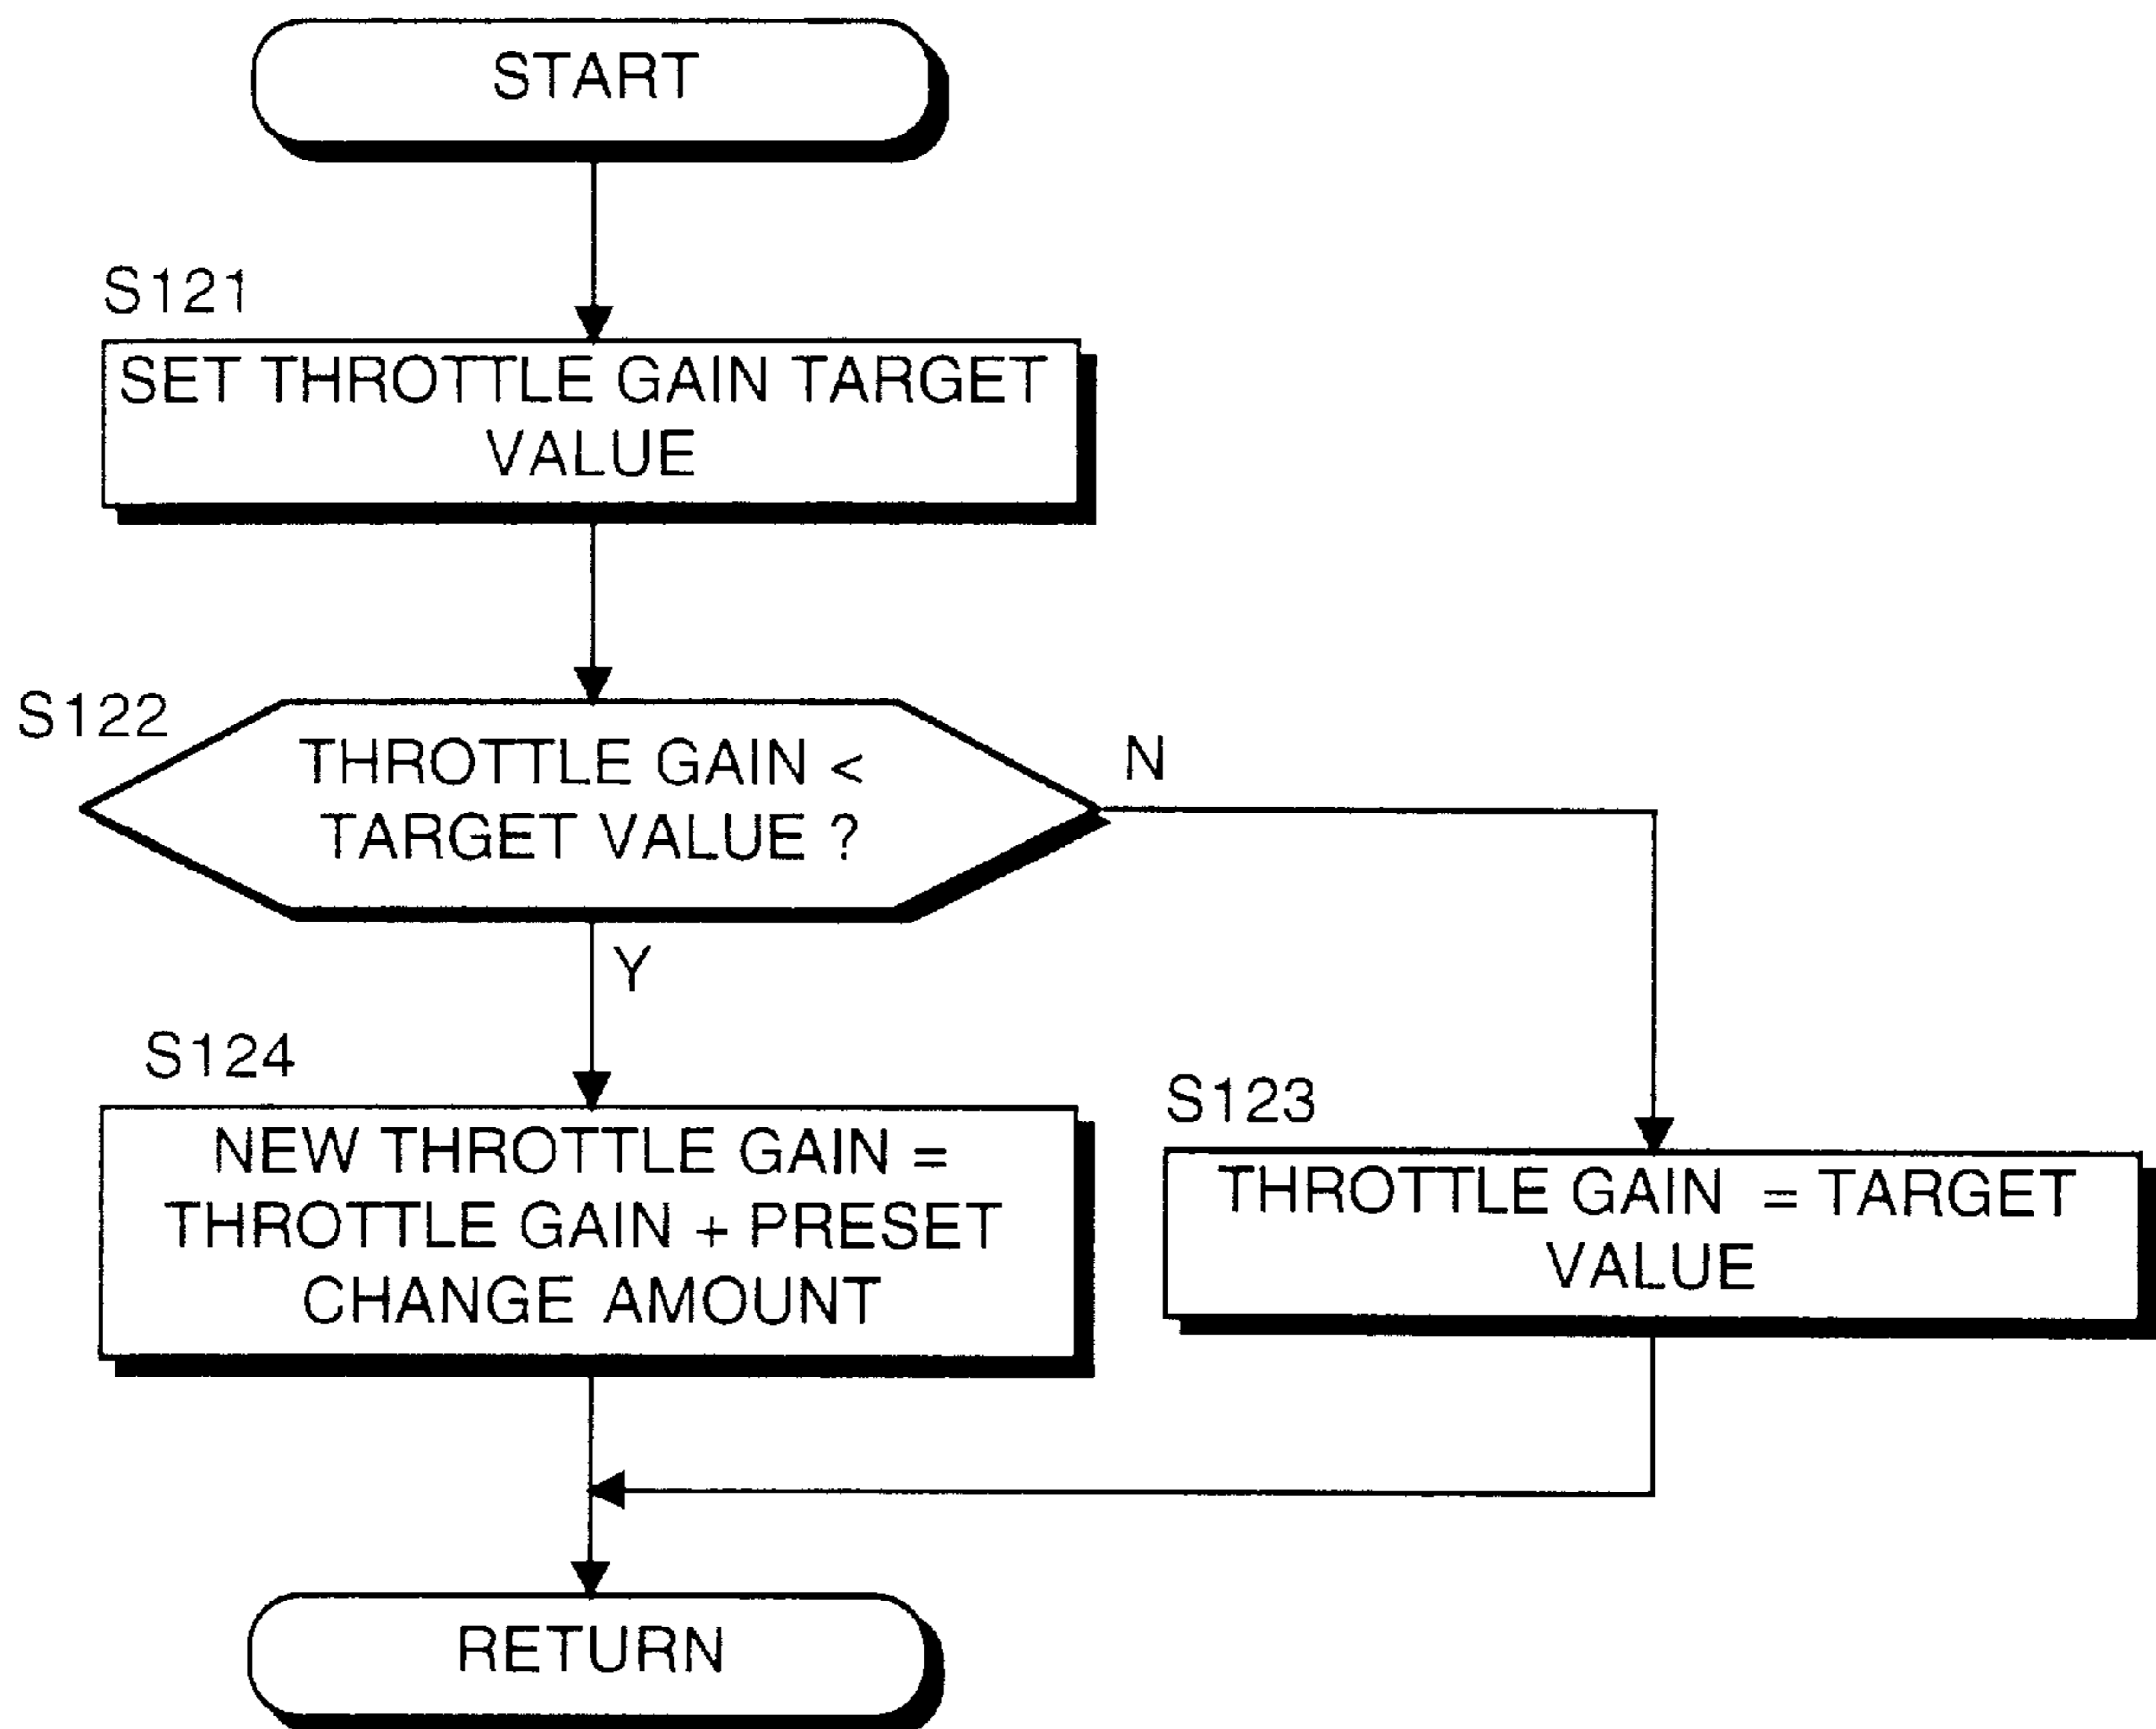 START
S121
SET THROTTLE GAIN TARGET
VALUE
S122
THROTTLE GAIN <
TARGET VALUE ?
N
Y
S124
NEW THROTTLE GAIN =
THROTTLE GAIN + PRESET
CHANGE AMOUNT
S123
THROTTLE GAIN = TARGET
VALUE
RETURN